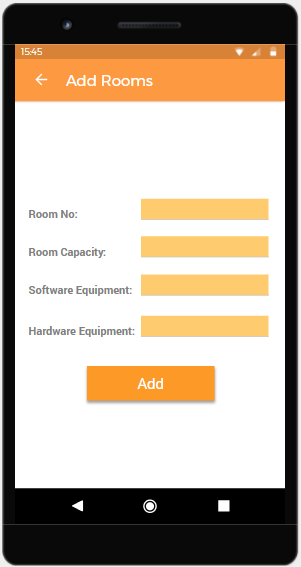 15:45
Add Rooms
Room No:
Room Capacity:
Software Equipment:
Hardware Equipment:
Add